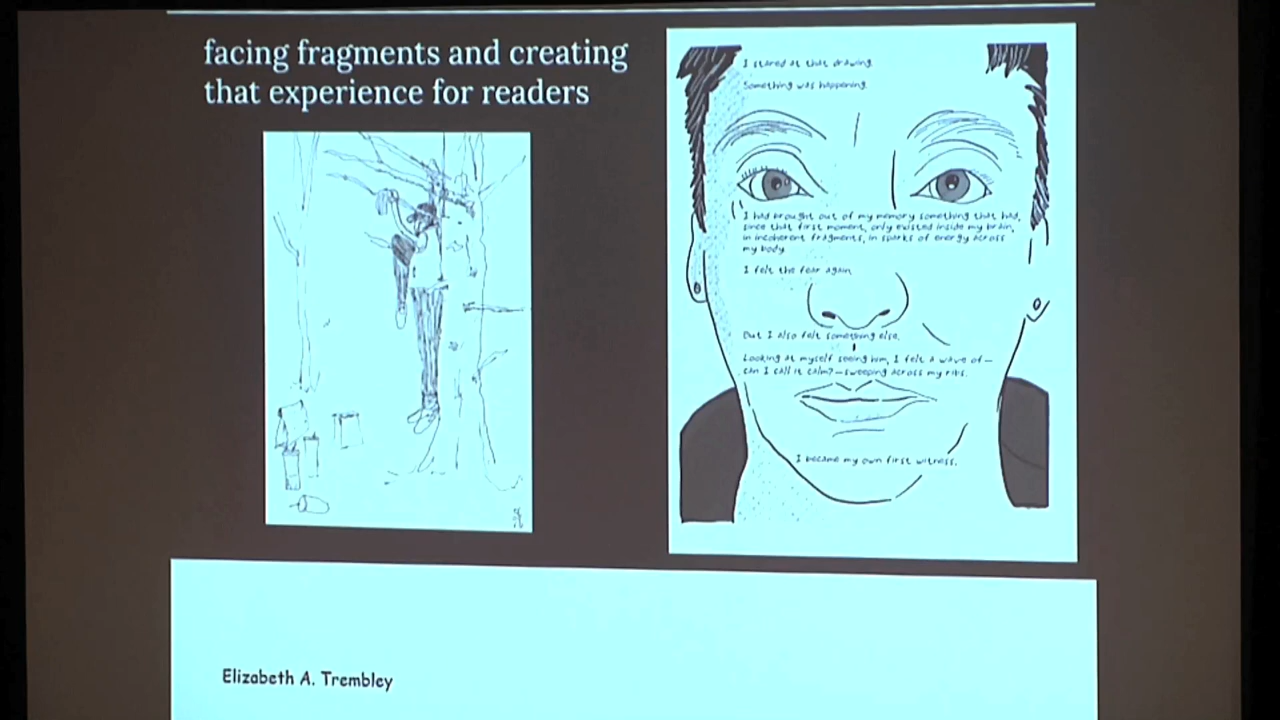 facing fragments and creating
that experience for readers
I stared at that drawing.
Something was happening.
I had brought out of my memory something that had,
since that first moment, only existed inside my brain,
in incoherent fragments, in sparks of energy across
my body.
I felt the fear again.
But I also felt something else.
Looking at myself seeing him, I felt a wave of—
can I call it calm?—sweeping across my ribs.
I became my own first witness.
Elizabeth A. Trembley